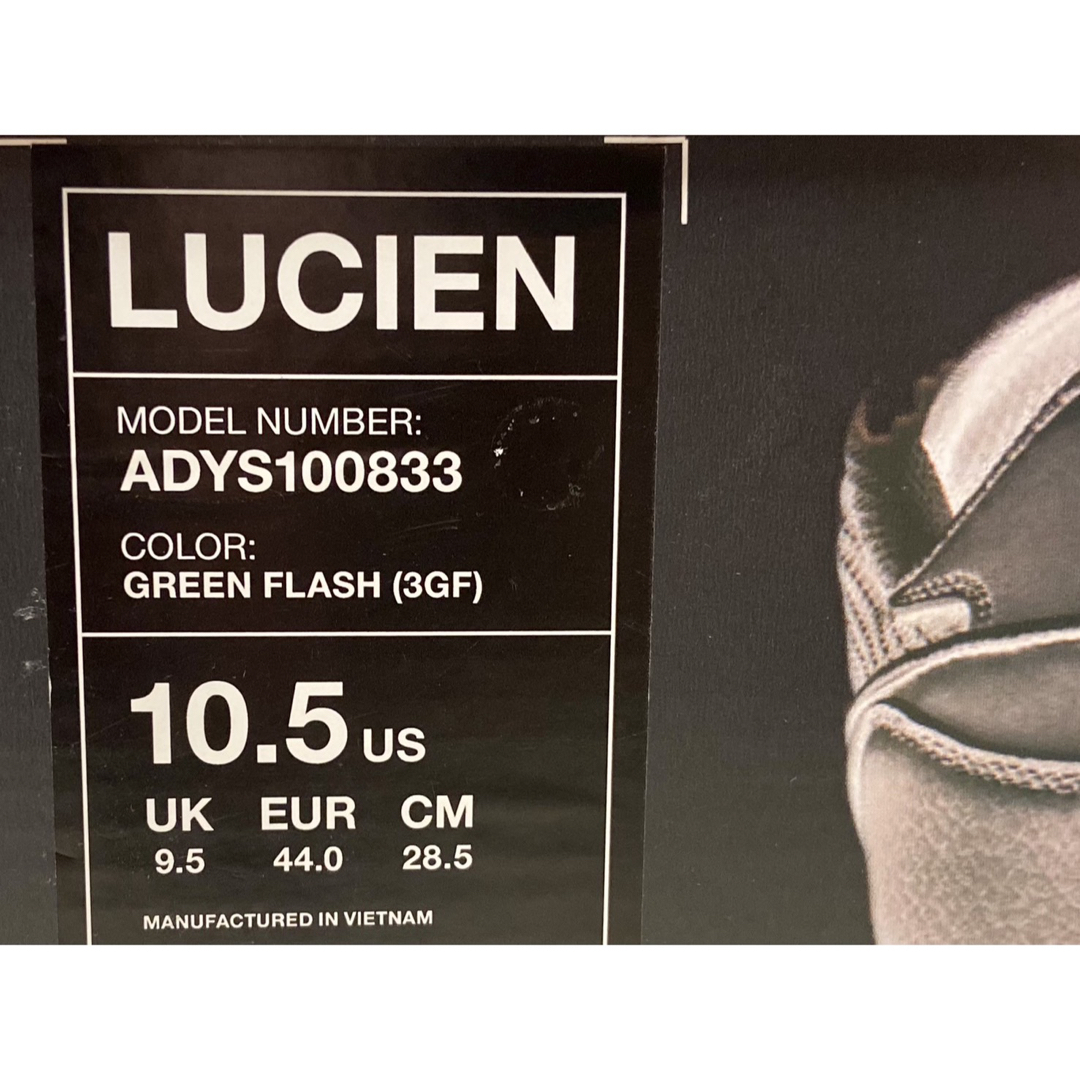 LUCIEN
MODEL NUMBER:
ADYS100833
COLOR:
GREEN FLASH (3GF)
10.5 US
UK EUR CM
9.5 44.0 28.5
MANUFACTURED IN VIETNAM